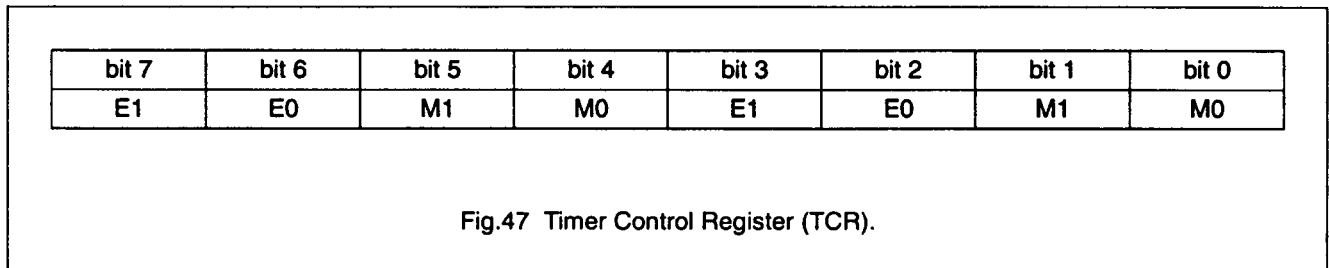 bit 7 bit 6 bit 5 bit 4 bit 3 bit 2 bit 1 bit 0
E1 E0 M1 M0 E1 E0 M1 M0
Fig.47 Timer Control Register (TCR).